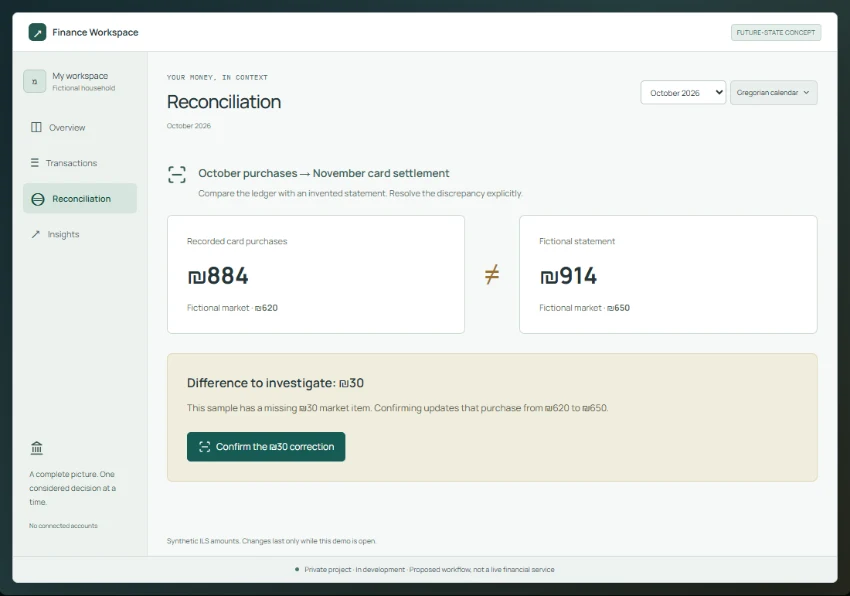 Finance Workspace
FUTURE-STATE CONCEPT
My workspace
Fictional household
Overview
Transactions
Reconciliation
Insights
A complete picture. One
considered decision at a
time.
No connected accounts
YOUR MONEY, IN CONTEXT
Reconciliation
October 2026
October 2026
Gregorian calendar
October purchases → November card settlement
Compare the ledger with an invented statement. Resolve the discrepancy explicitly.
Recorded card purchases
₪884
Fictional market · ₪620
≠
Fictional statement
₪914
Fictional market · ₪650
Difference to investigate: ₪30
This sample has a missing ₪30 market item. Confirming updates that purchase from ₪620 to ₪650.
Confirm the ₪30 correction
Synthetic ILS amounts. Changes last only while this demo is open.
Private project · In development · Proposed workflow, not a live financial service